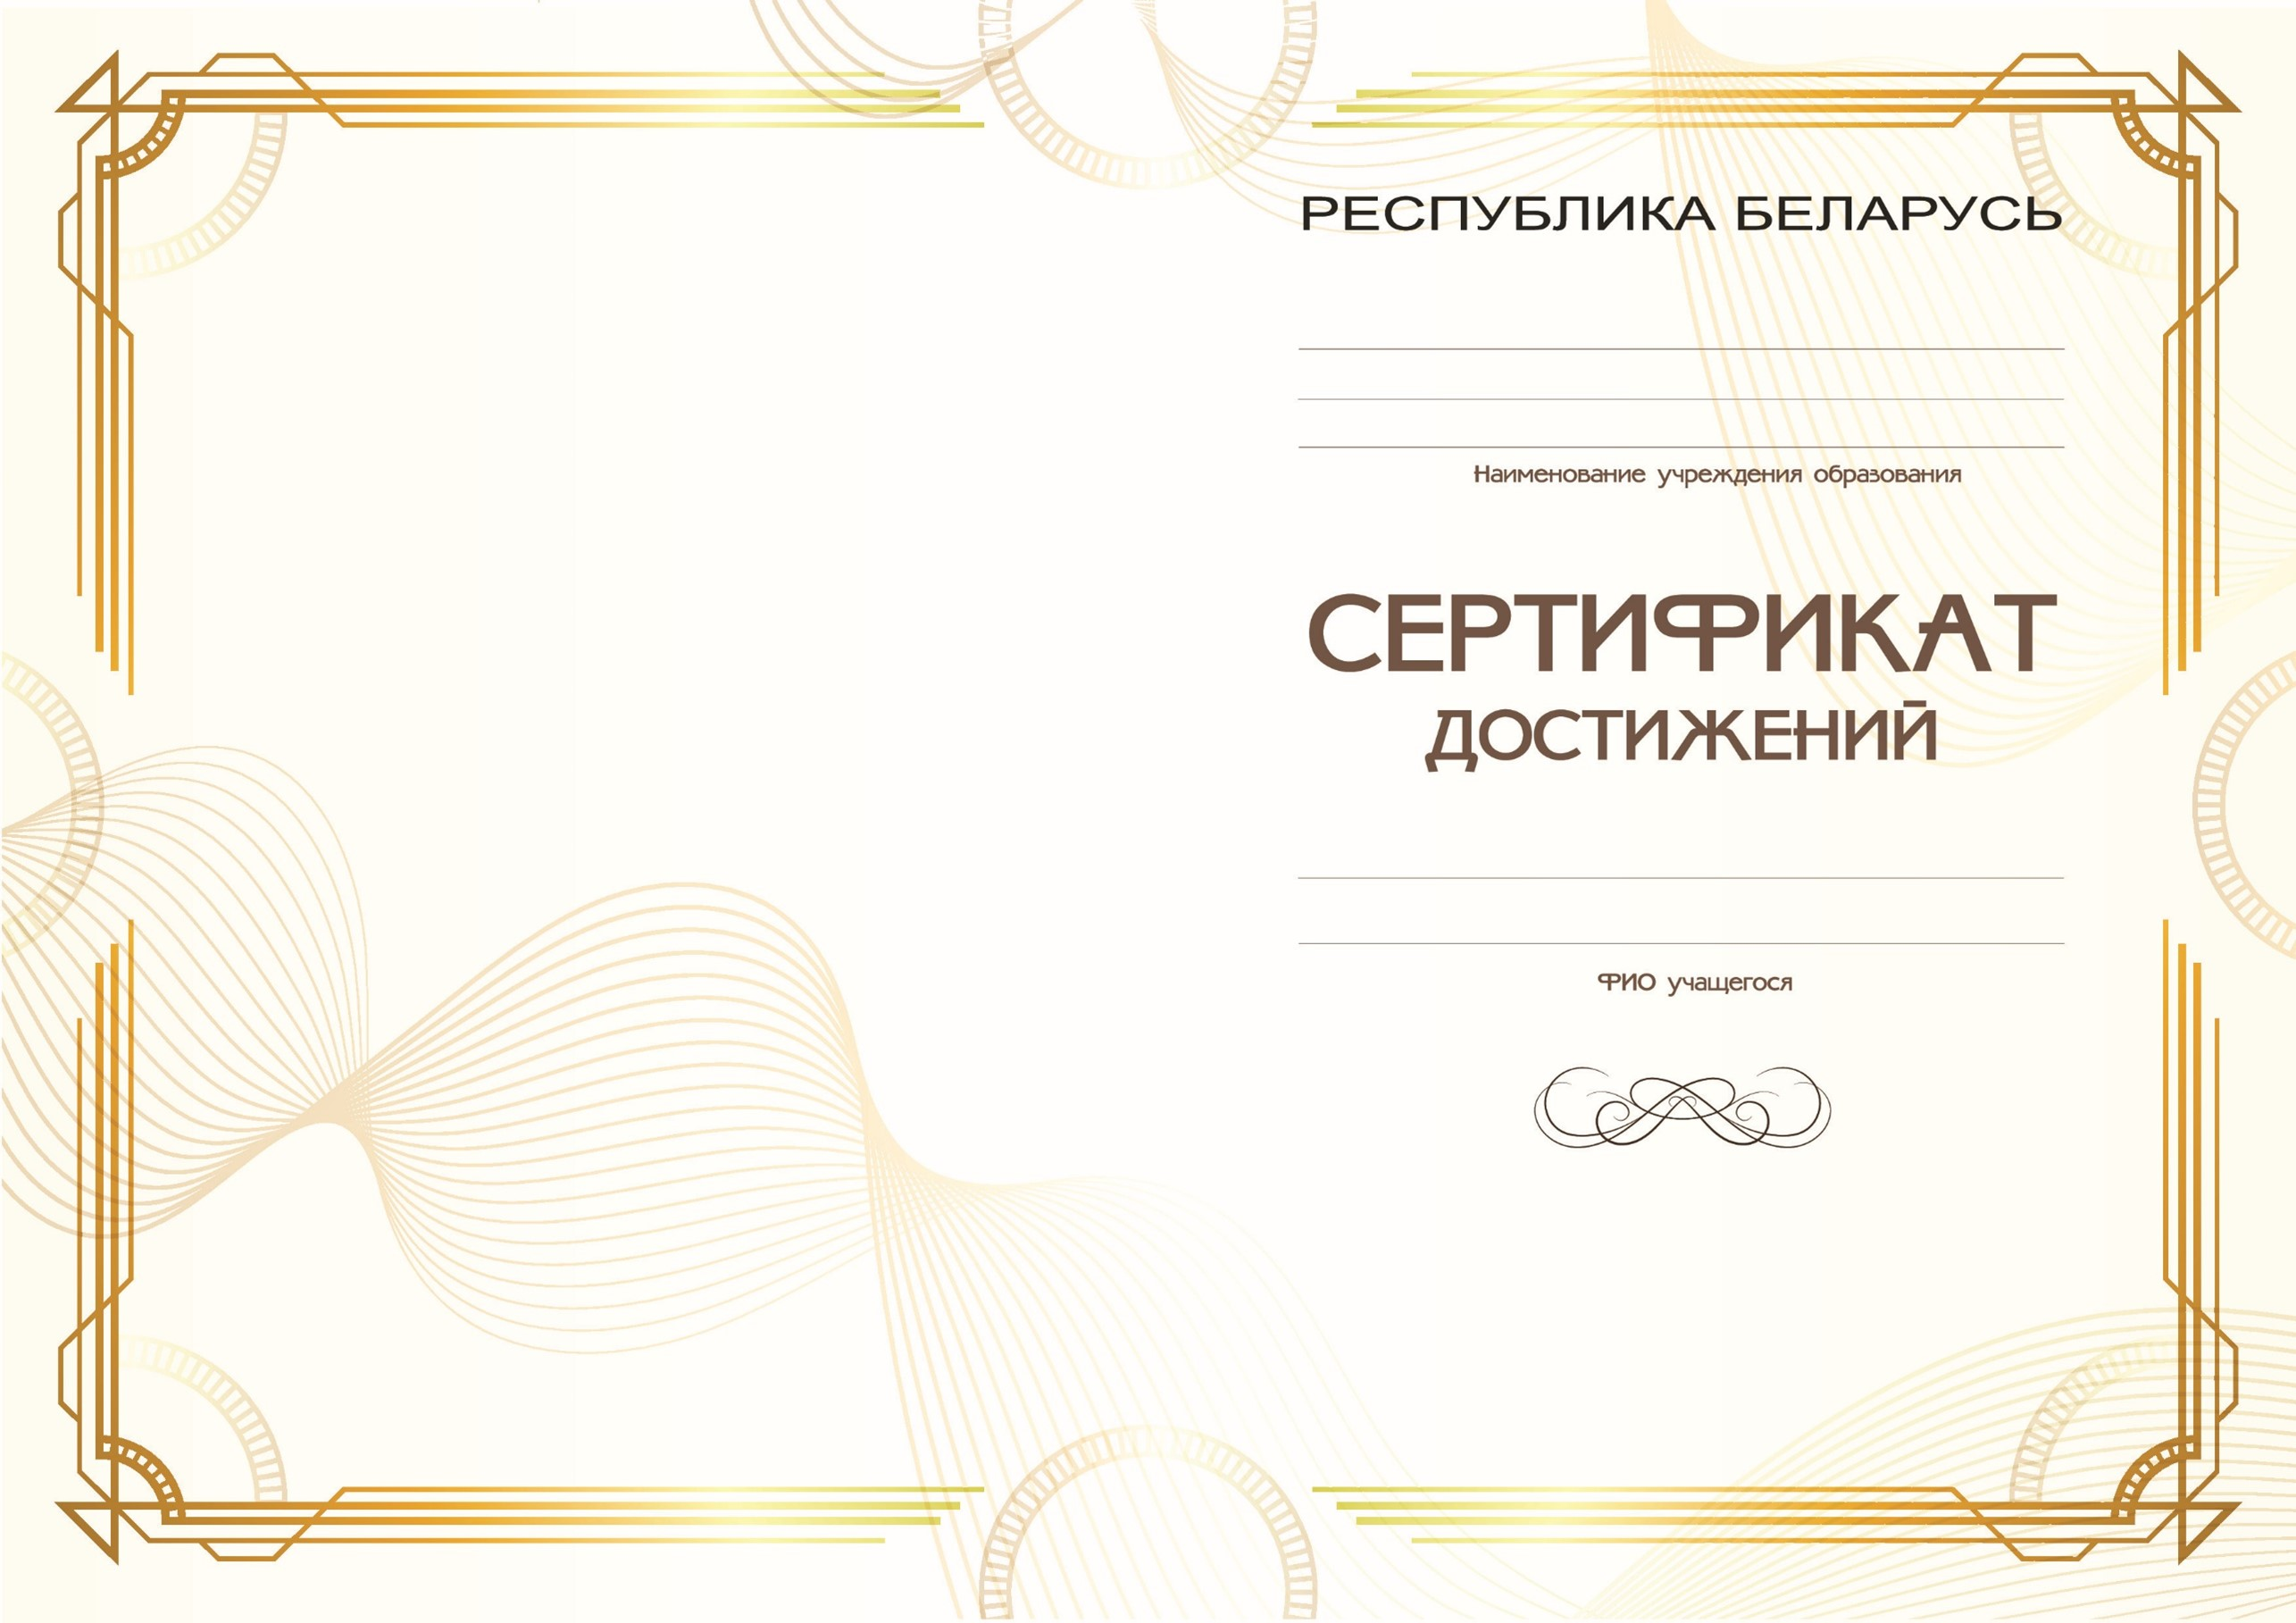 РЕСПУБЛИКА БЕЛАРУСЬ
Наименование учреждения образования
СЕРТИФИКАТ
ДОСТИЖЕНИЙ
ФИО учащегося